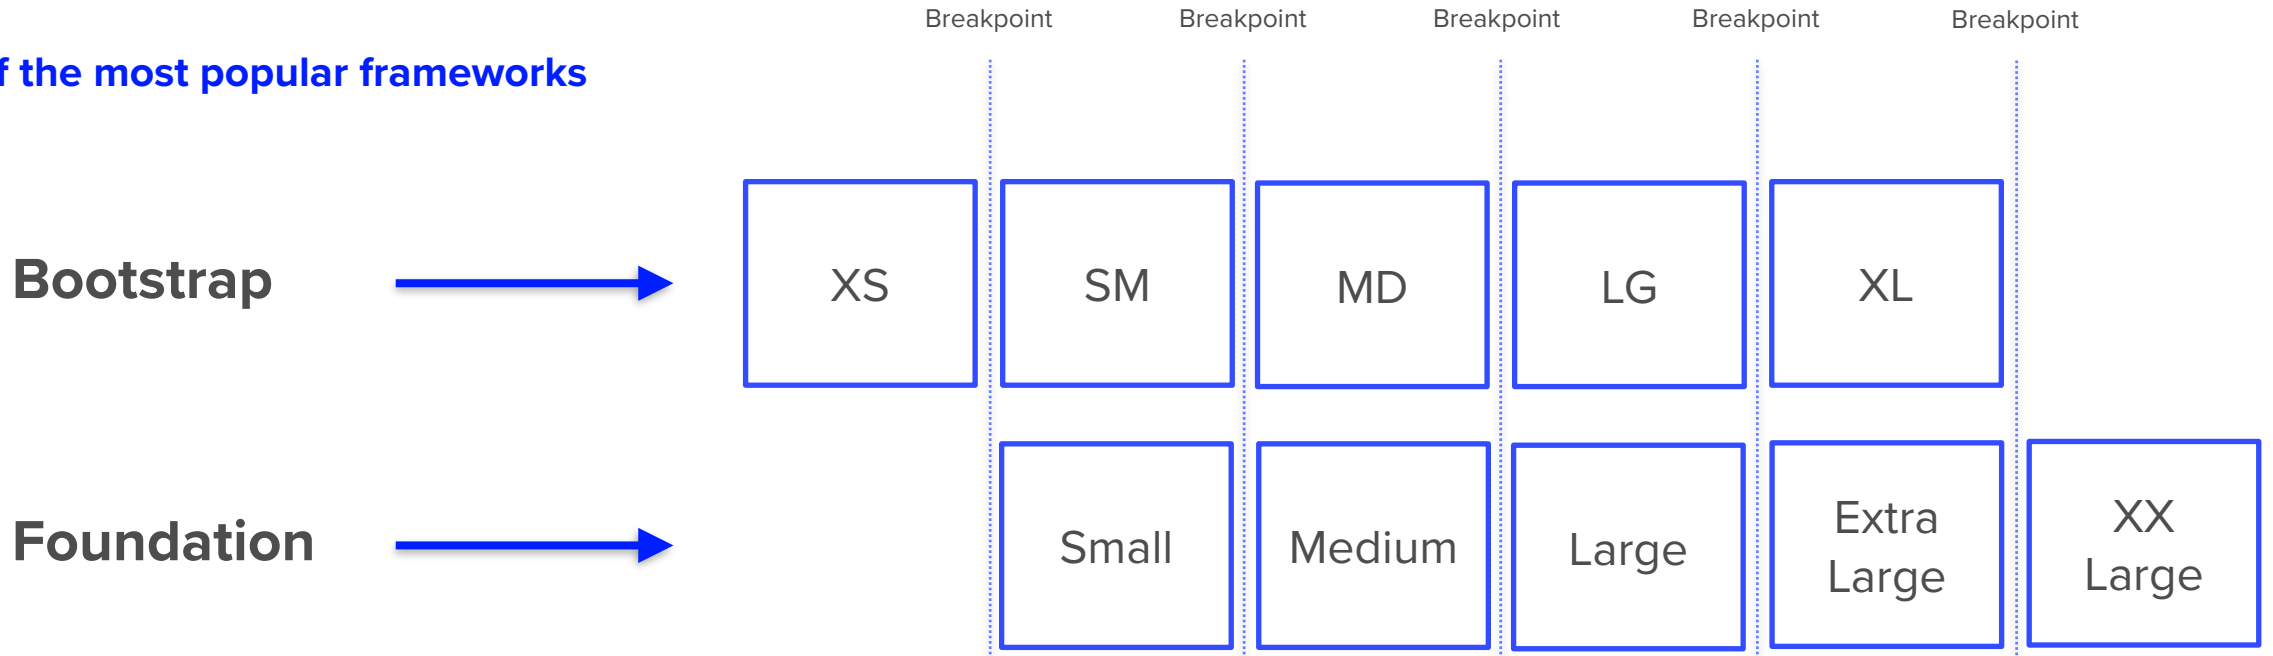 Breakpoint Breakpoint Breakpoint Breakpoint Breakpoint
f the most popular frameworks
Bootstrap XS SM MD LG XL
Foundation Small Medium Large Extra Large XX Large